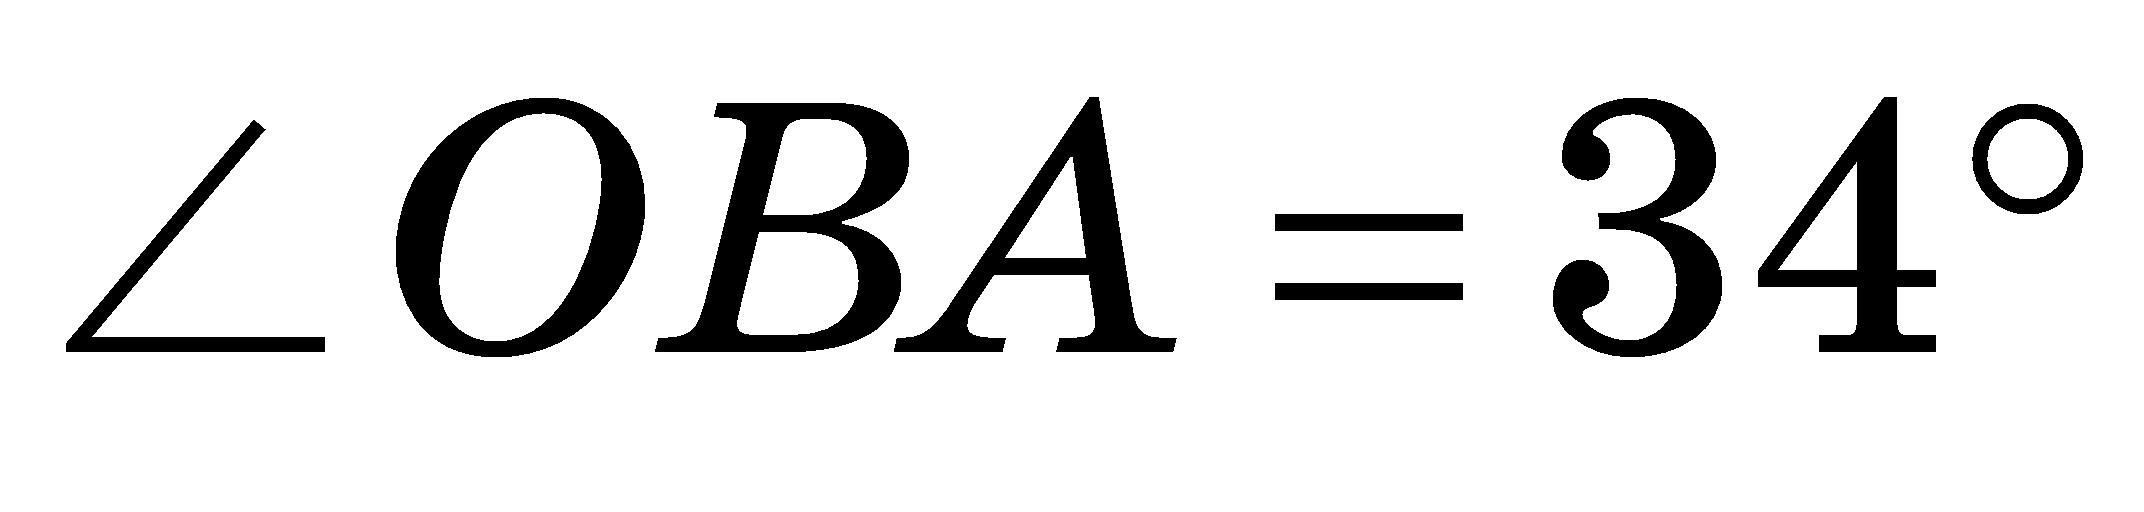 ∠OBA = 34°